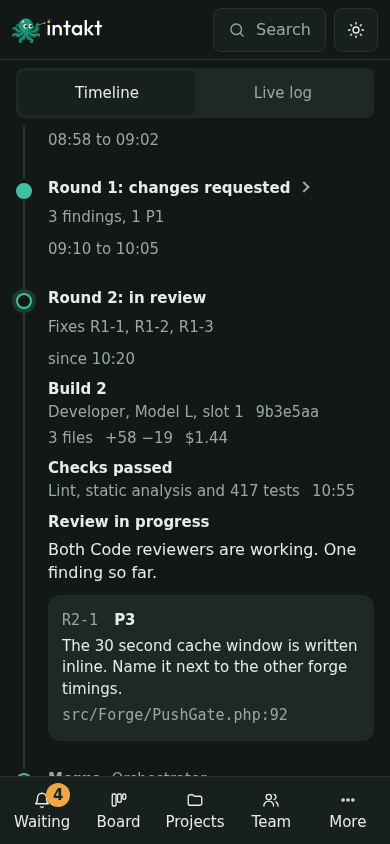 intakt
Search
Timeline
Live log
08:58 to 09:02
Round 1: changes requested
3 findings, 1 P1
09:10 to 10:05
Round 2: in review
Fixes R1-1, R1-2, R1-3
since 10:20
Build 2
Developer, Model L, slot 1 9b3e5aa
3 files +58 −19 $1.44
Checks passed
Lint, static analysis and 417 tests 10:55
Review in progress
Both Code reviewers are working. One
finding so far.
R2-1 P3
The 30 second cache window is written
inline. Name it next to the other forge
timings.
src/Forge/PushGate.php:92
4
Waiting
Board
Projects
Team
More